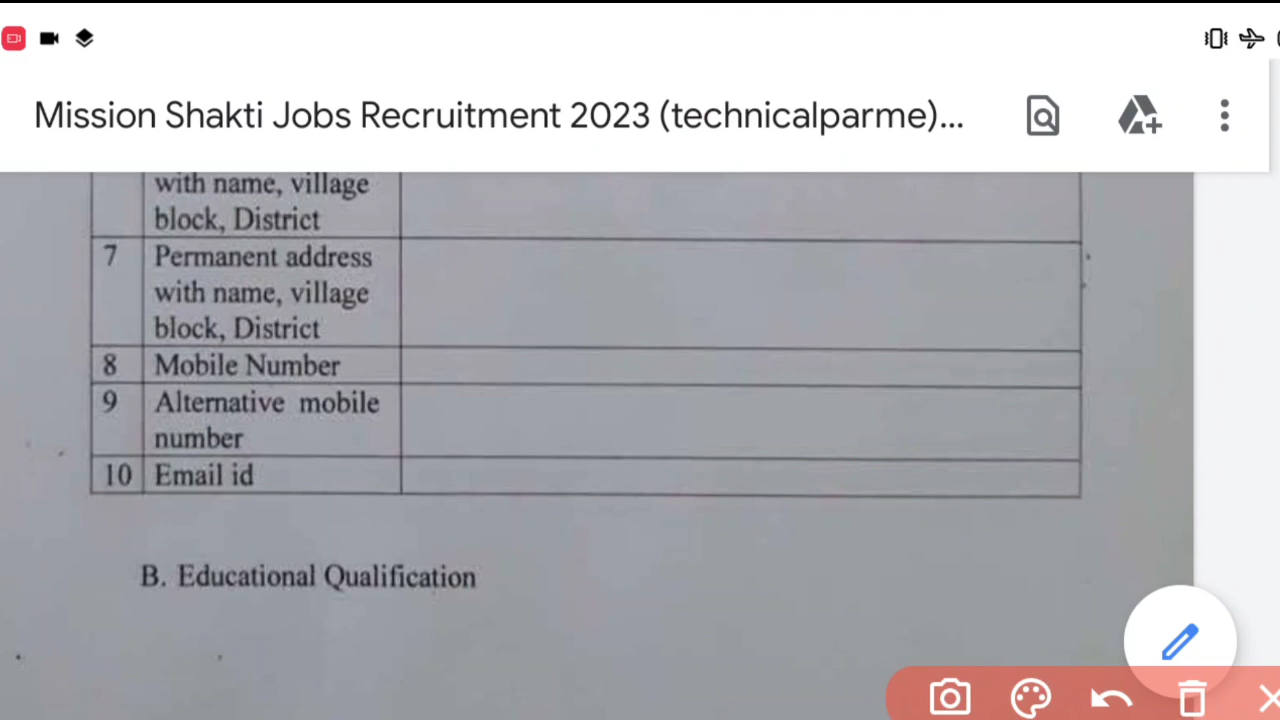 Mission Shakti Jobs Recruitment 2023 (technicalparme)...
with name, village
block, District
7 Permanent address
with name, village
block, District
8 Mobile Number
9 Alternative mobile
number
10 Email id
B. Educational Qualification